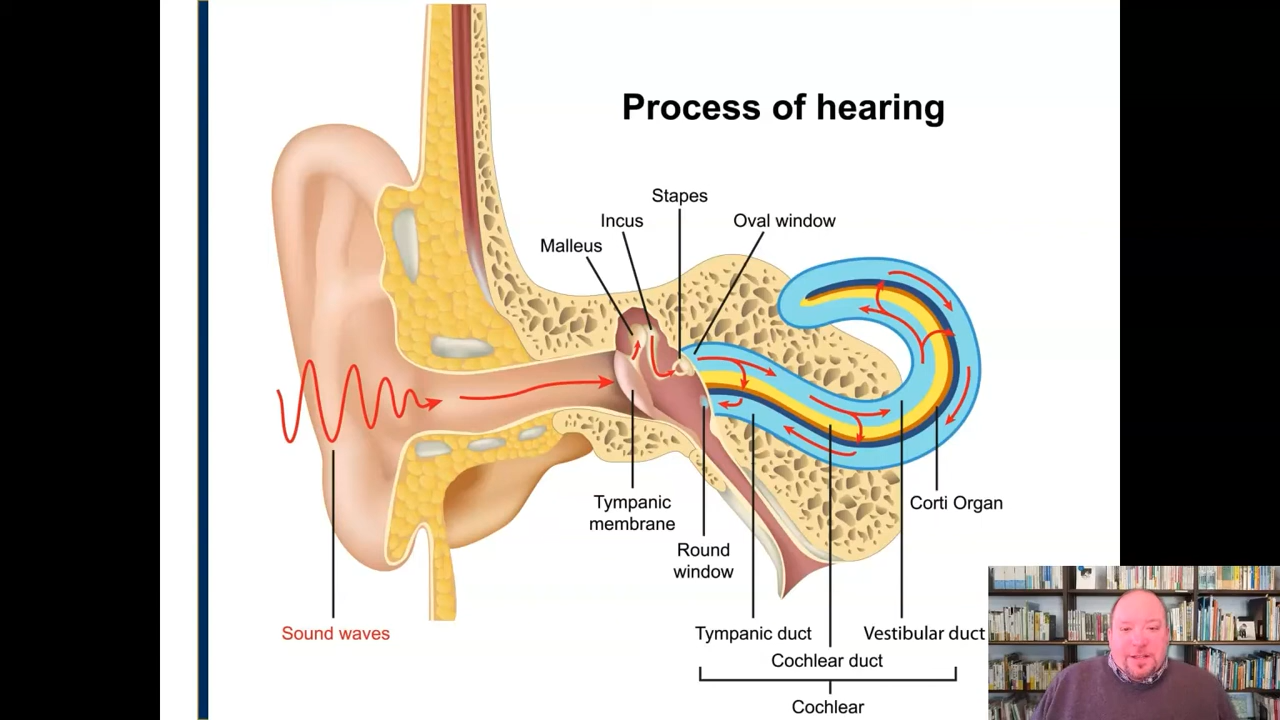 Process of hearing
Stapes
Incus
Oval window
Malleus
Tympanic
membrane
Corti Organ
Round
window
Sound waves
Tympanic duct
Vestibular duct
Cochlear duct
Cochlear